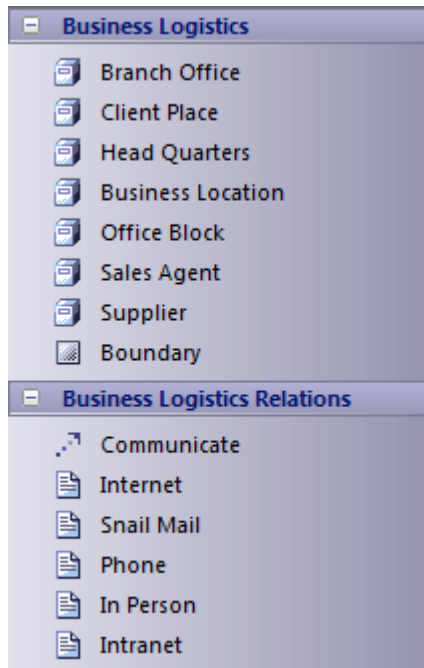 Business Logistics
Branch Office
Client Place
Head Quarters
Business Location
Office Block
Sales Agent
Supplier
Boundary
Business Logistics Relations
Communicate
Internet
Snail Mail
Phone
In Person
Intranet